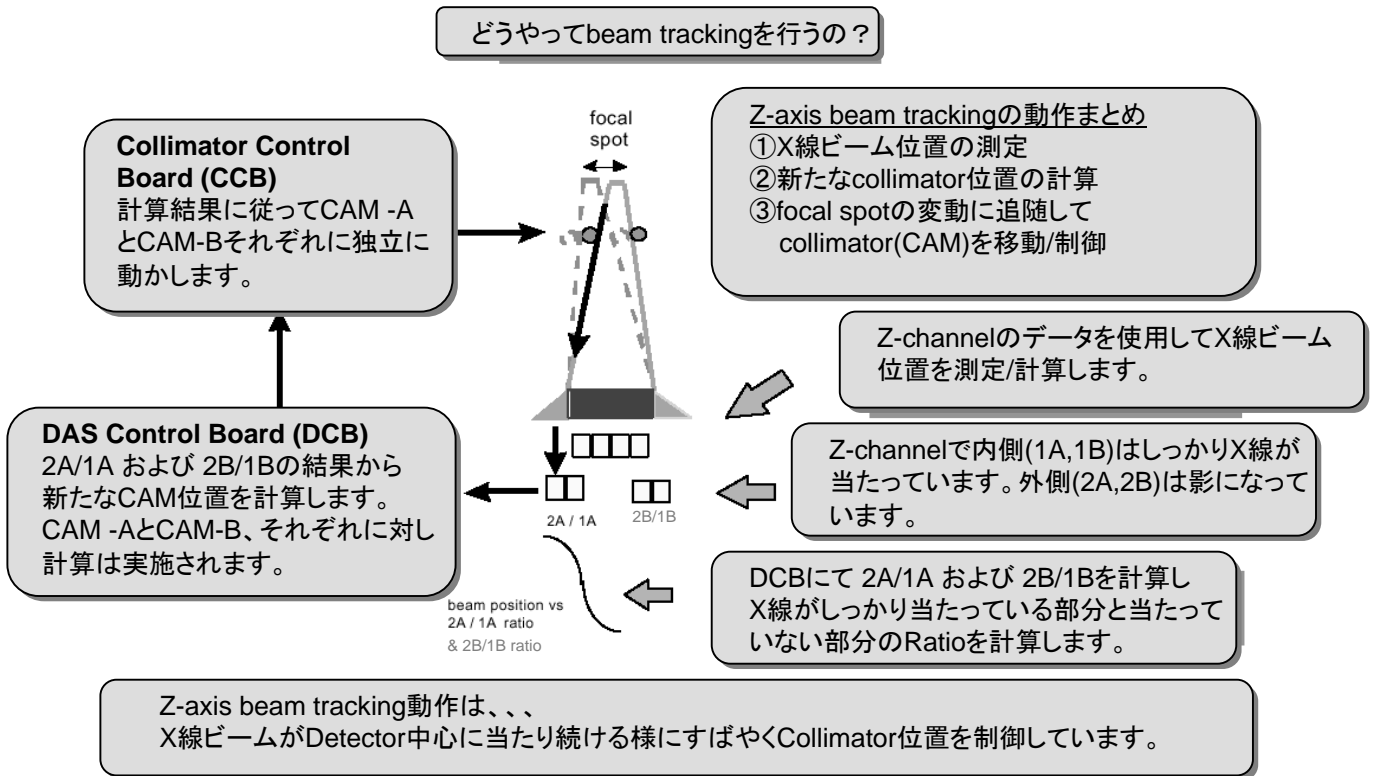 どうやってbeam trackingを行うの？
focal
spot
Collimator Control
Board (CCB)
計算結果に従ってCAM -A
とCAM-Bそれぞれに独立に
動かします。
Z-axis beam trackingの動作まとめ
①X線ビーム位置の測定
②新たなcollimator位置の計算
③focal spotの変動に追随して
collimator(CAM)を移動/制御
Z-channelのデータを使用してX線ビーム
位置を測定/計算します。
DAS Control Board (DCB)
2A/1A および 2B/1Bの結果から
新たなCAM位置を計算します。
CAM -AとCAM-B、それぞれに対し
計算は実施されます。
2A / 1A
2B/1B
Z-channelで内側(1A,1B)はしっかりX線が
当たっています。外側(2A,2B)は影になって
います。
beam position vs
2A / 1A ratio
& 2B/1B ratio
DCBにて 2A/1A および 2B/1Bを計算し
X線がしっかり当たっている部分と当たって
いない部分のRatioを計算します。
Z-axis beam tracking動作は、、、
X線ビームがDetector中心に当たり続ける様にすばやくCollimator位置を制御しています。